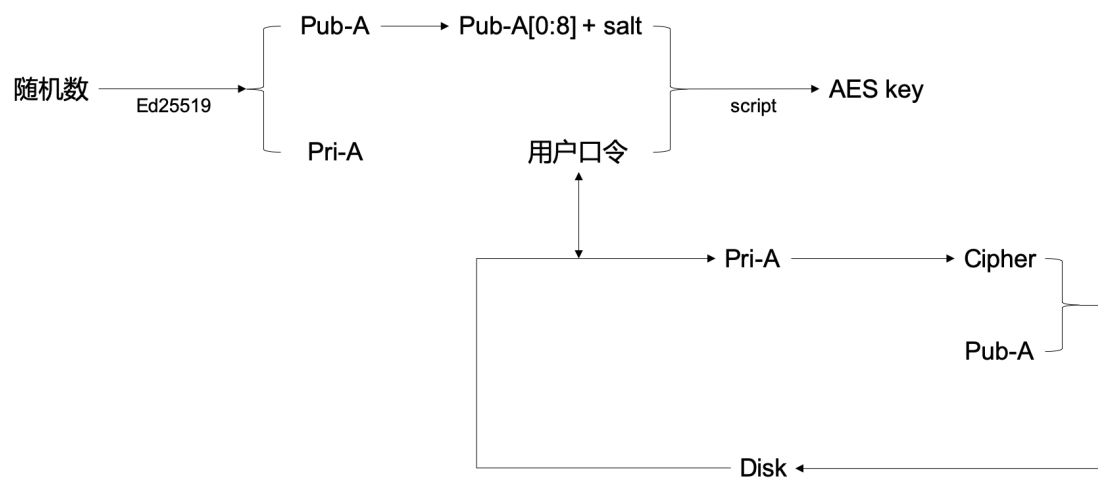 Pub-A
Pub-A[0:8] + salt
随机数
Ed25519
script
AES key
Pri-A
用户口令
Pri-A
Cipher
Pub-A
Disk